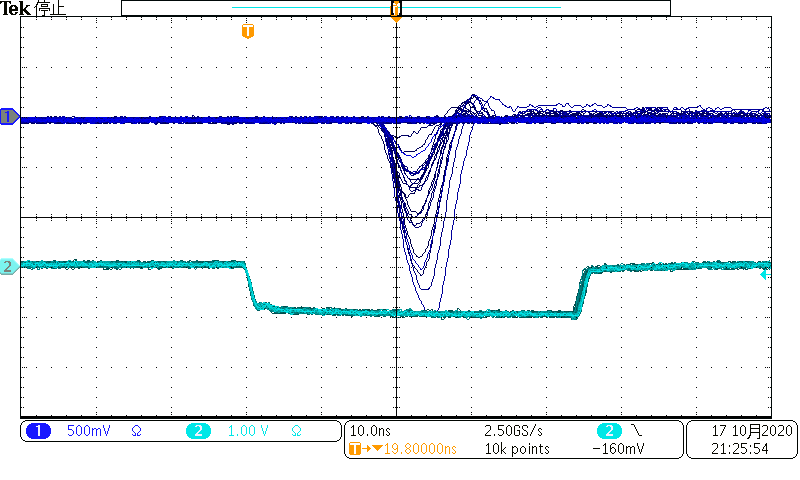 Tek 停止
T
1
2
1 500mV Ω 2 1.00 V Ω
10.0ns 2.50GS/s 2
T→▼19.80000ns 10k points −160mV
17 10月2020
21:25:54